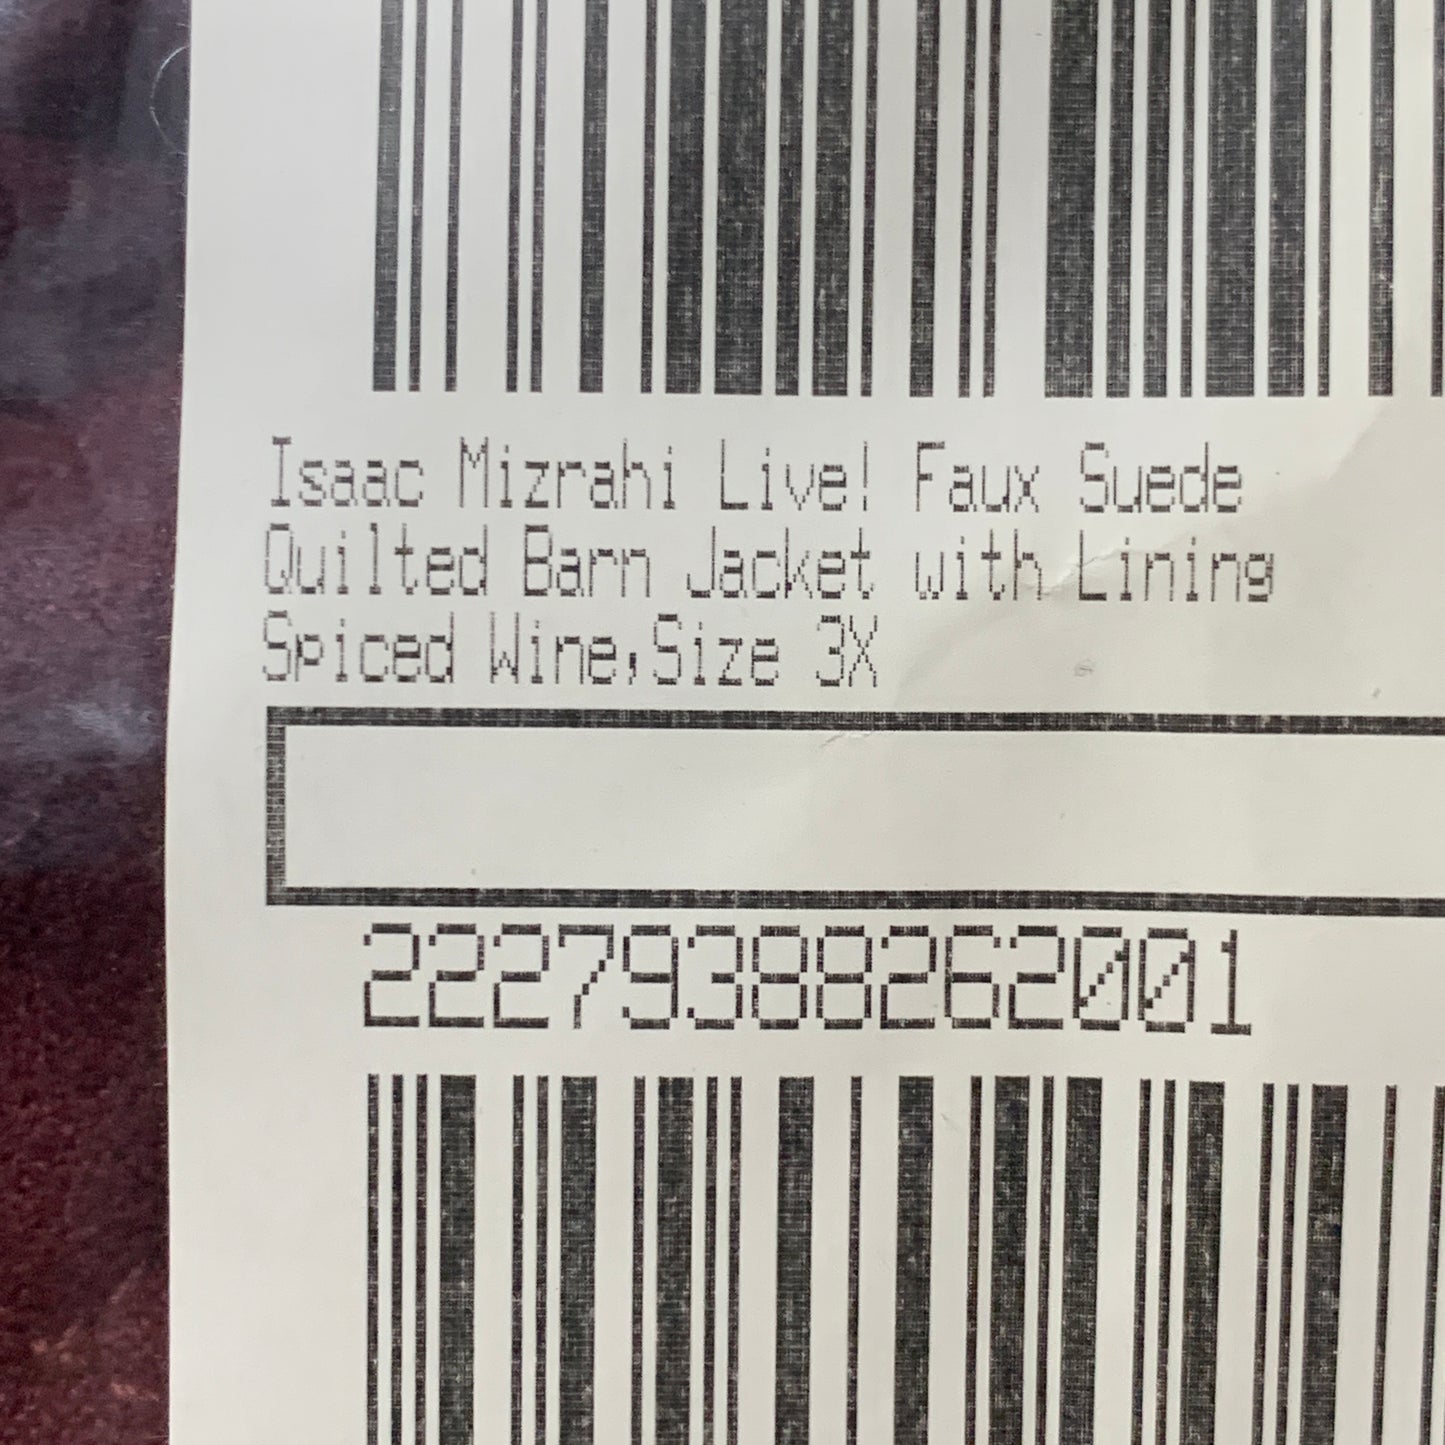 Isaac Mizrahi Live! Faux Suede
Quilted Barn Jacket with Lining
Spiced Wine,Size 3X
22279388262001